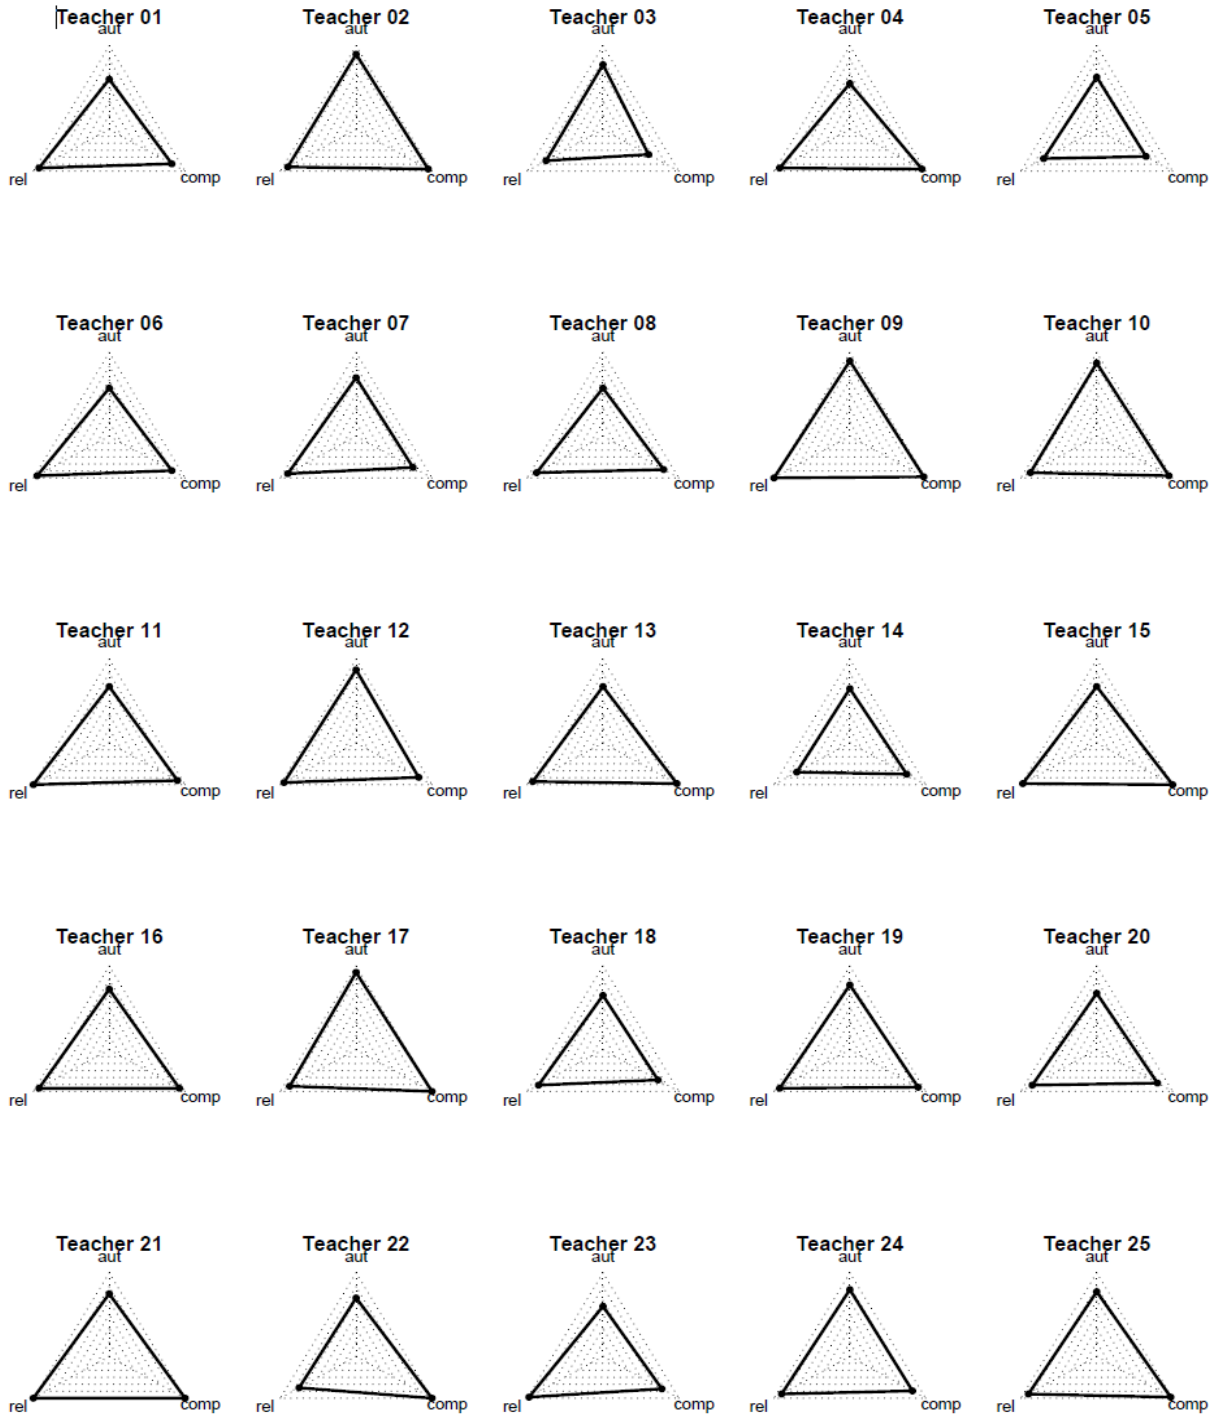 Teacher 01 Teacher 02 Teacher 03 Teacher 04 Teacher 05
aut aut aut aut aut
rel comp rel comp rel comp rel comp rel comp
Teacher 06 Teacher 07 Teacher 08 Teacher 09 Teacher 10
aut aut aut aut aut
rel comp rel comp rel comp rel comp rel comp
Teacher 11 Teacher 12 Teacher 13 Teacher 14 Teacher 15
aut aut aut aut aut
rel comp rel comp rel comp rel comp rel comp
Teacher 16 Teacher 17 Teacher 18 Teacher 19 Teacher 20
aut aut aut aut aut
rel comp rel comp rel comp rel comp rel comp
Teacher 21 Teacher 22 Teacher 23 Teacher 24 Teacher 25
aut aut aut aut aut
rel comp rel comp rel comp rel comp rel comp